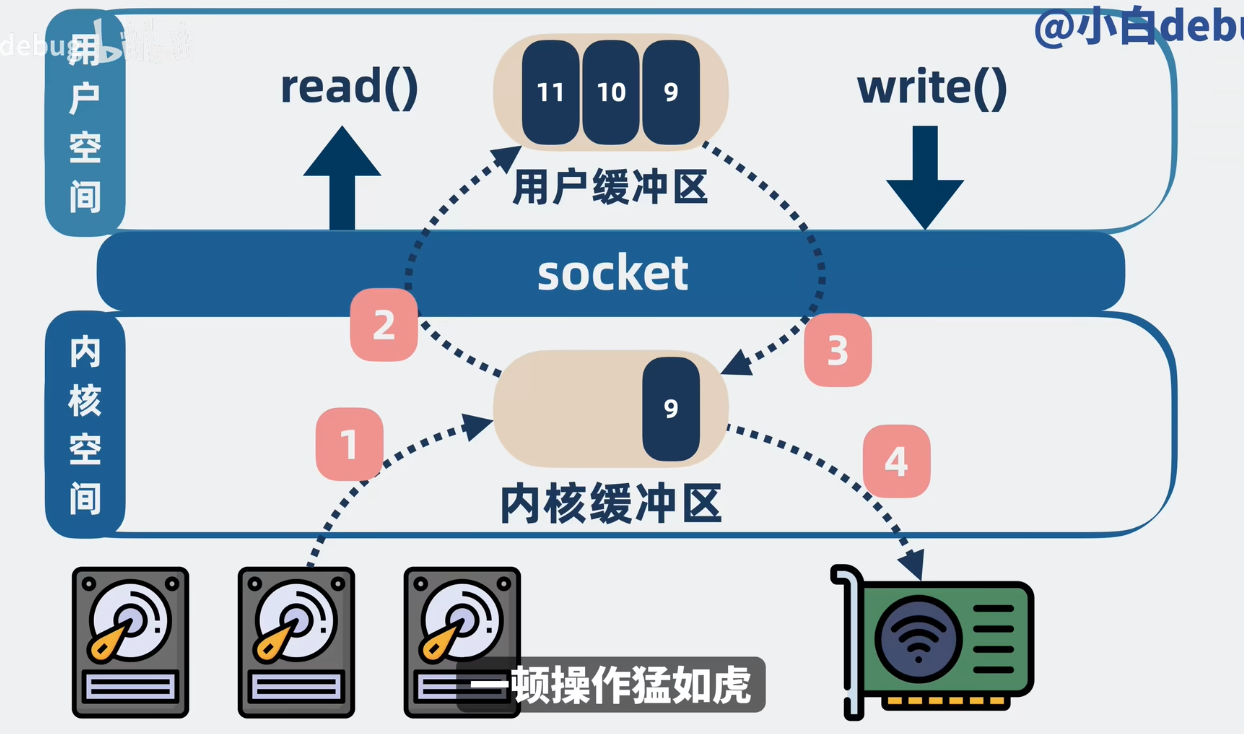 @小白debu
debug
用户空间
read()
11 10 9
write()
用户缓冲区
socket
2
3
内核空间
9
1
4
内核缓冲区
一顿操作猛如虎